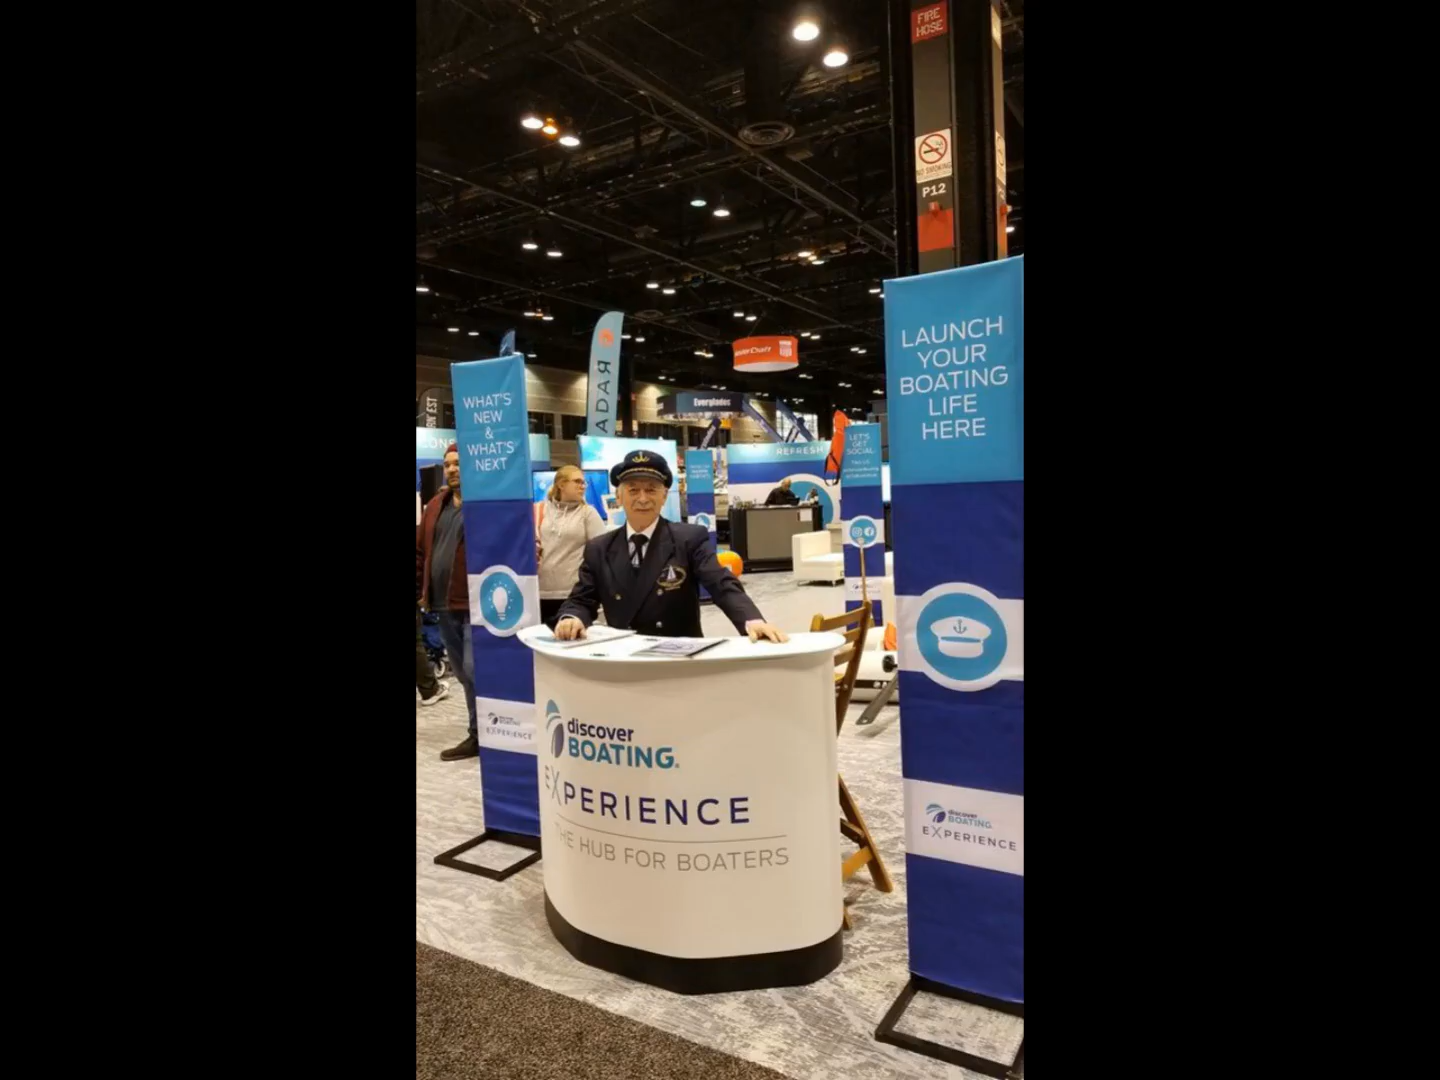 FIRE
HOSE
NO SMOKING
P12
LAUNCH
YOUR
BOATING
LIFE
HERE
WHAT'S
NEW
&
WHAT'S
NEXT
Everglades
REFRESH
LET'S
GET
SOCIAL
discover
BOATING
EXPERIENCE
discover
BOATING.
EXPERIENCE
THE HUB FOR BOATERS
discover
BOATING.
EXPERIENCE